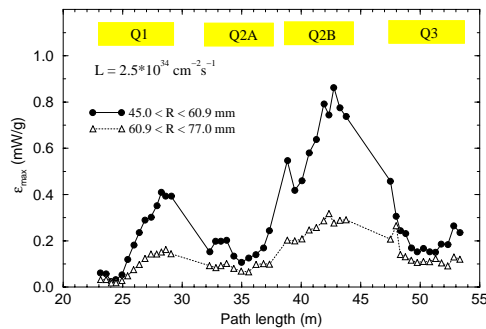 Q1 Q2A Q2B Q3
L = 2.5*10³⁴ cm⁻²s⁻¹
45.0 < R < 60.9 mm
60.9 < R < 77.0 mm
ε_max (mW/g)
1.0
0.8
0.6
0.4
0.2
0.0
20 25 30 35 40 45 50 55
Path length (m)